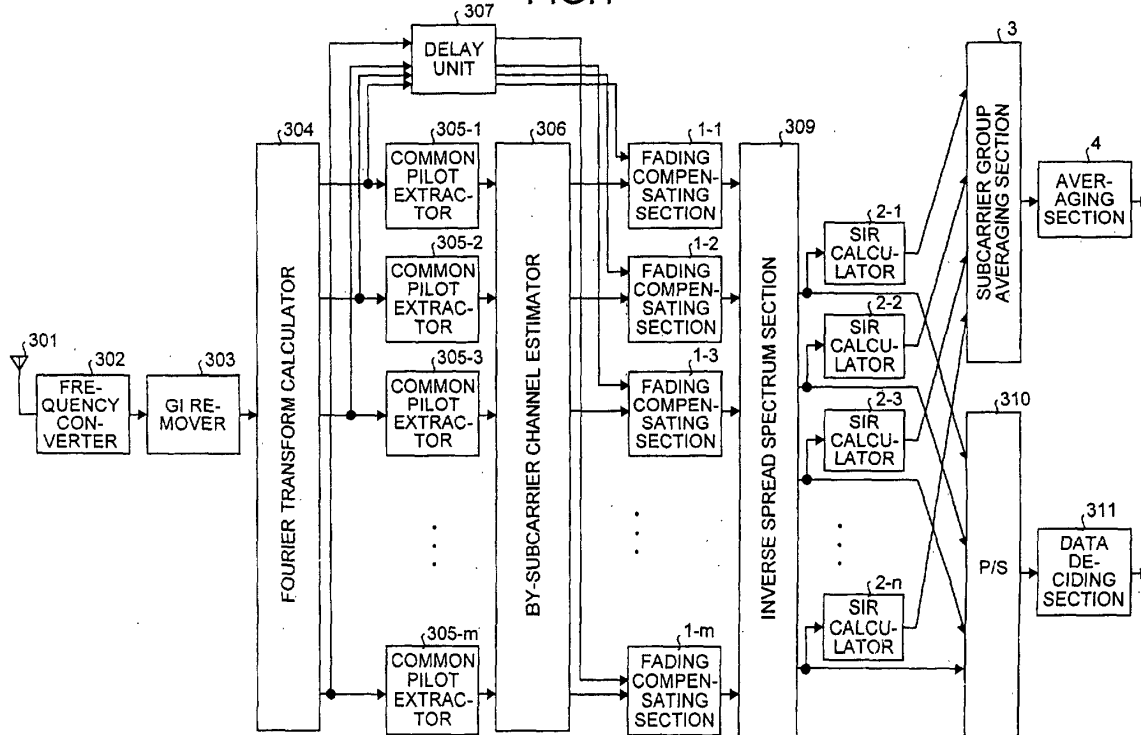 307
DELAY
UNIT
304
FOURIER TRANSFORM CALCULATOR
305-1
COMMON
PILOT
EXTRAC-
TOR
306
BY-SUBCARRIER CHANNEL ESTIMATOR
1-1
FADING
COMPEN-
SATING
SECTION
309
INVERSE SPREAD SPECTRUM SECTION
3
SUBCARRIER GROUP
AVERAGING SECTION
4
AVER-
AGING
SECTION
2-1
SIR
CALCU-
LATOR
305-2
COMMON
PILOT
EXTRAC-
TOR
1-2
FADING
COMPEN-
SATING
SECTION
2-2
SIR
CALCU-
LATOR
301
302
FRE-
QUENCY
CON-
VERTER
303
GI RE-
MOVER
305-3
COMMON
PILOT
EXTRAC-
TOR
1-3
FADING
COMPEN-
SATING
SECTION
2-3
SIR
CALCU-
LATOR
310
P/S
311
DATA
DE-
CIDING
SECTION
2-n
SIR
CALCU-
LATOR
305-m
COMMON
PILOT
EXTRAC-
TOR
1-m
FADING
COMPEN-
SATING
SECTION